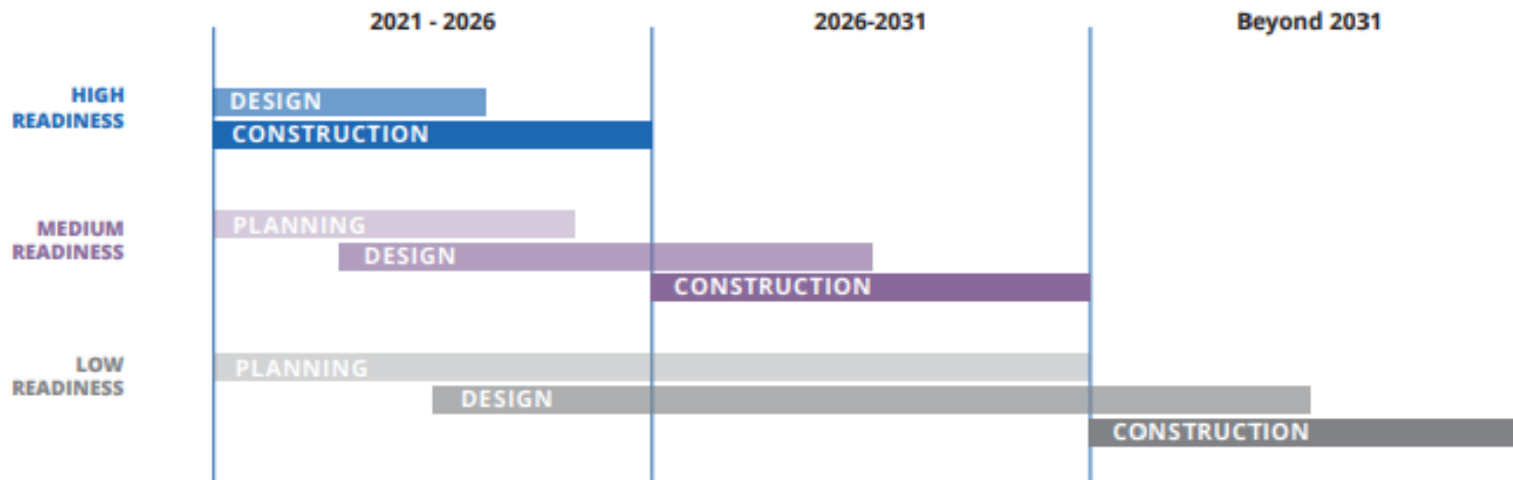 2021 - 2026
2026-2031
Beyond 2031
HIGH
READINESS
DESIGN
CONSTRUCTION
MEDIUM
READINESS
PLANNING
DESIGN
CONSTRUCTION
LOW
READINESS
PLANNING
DESIGN
CONSTRUCTION